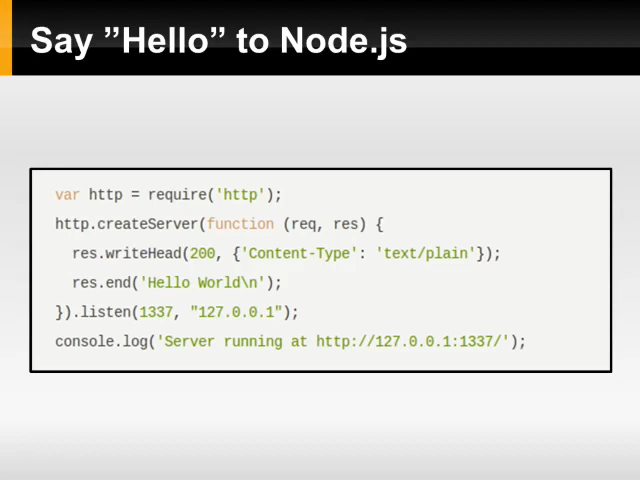 Say ”Hello” to Node.js
var http = require('http');
http.createServer(function (req, res) {
  res.writeHead(200, {'Content-Type': 'text/plain'});
  res.end('Hello World\n');
}).listen(1337, "127.0.0.1");
console.log('Server running at http://127.0.0.1:1337/');